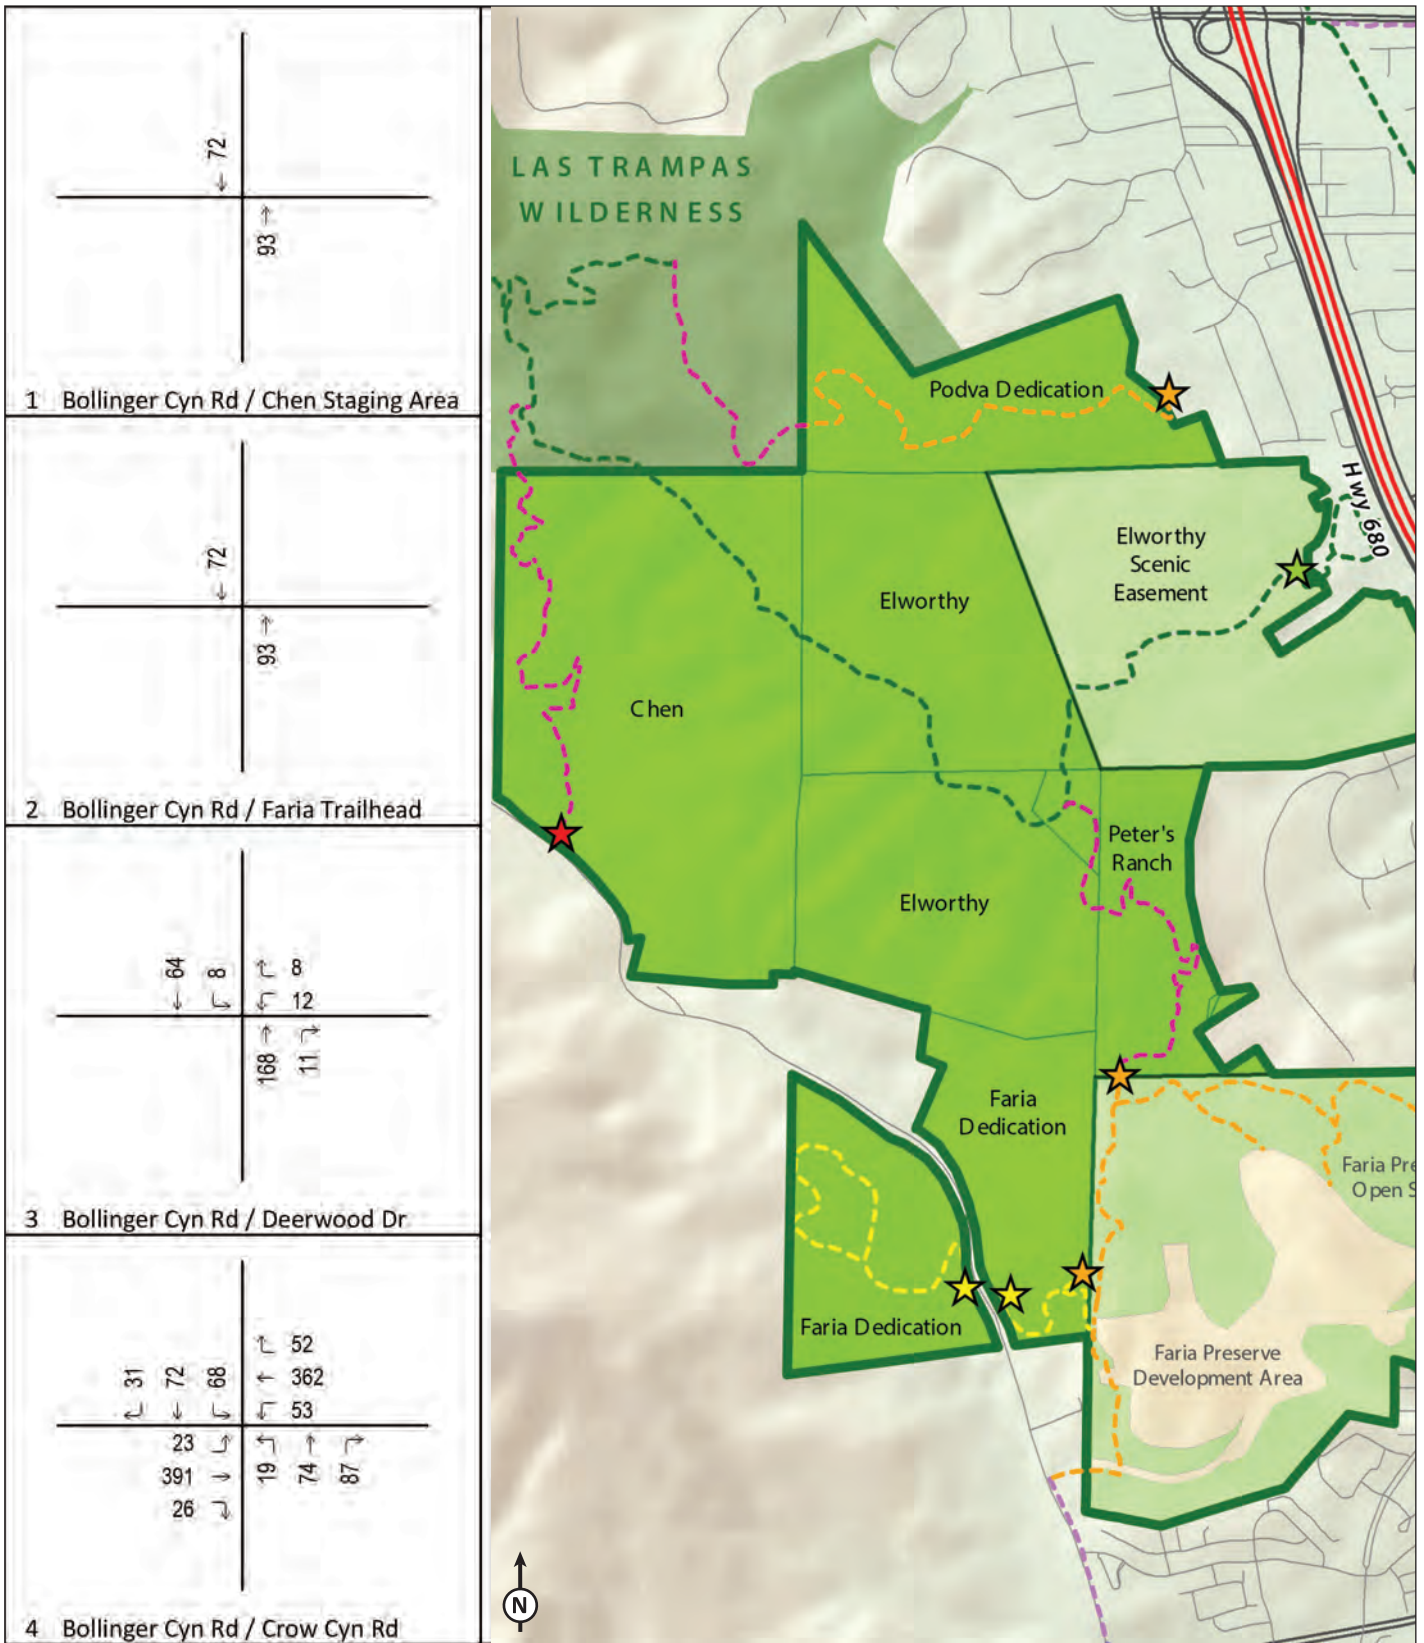 72
93
1 Bollinger Cyn Rd / Chen Staging Area
72
93
2 Bollinger Cyn Rd / Faria Trailhead
64
8
8
12
168
11
3 Bollinger Cyn Rd / Deerwood Dr
31
72
68
52
362
53
23
391
26
19
74
87
4 Bollinger Cyn Rd / Crow Cyn Rd
LAS TRAMPAS
WILDERNESS
Podva Dedication
Hwy 680
Elworthy
Scenic
Easement
Elworthy
Chen
Peter's
Ranch
Elworthy
Faria
Dedication
Faria Pre
Open S
Faria Dedication
Faria Preserve
Development Area
N